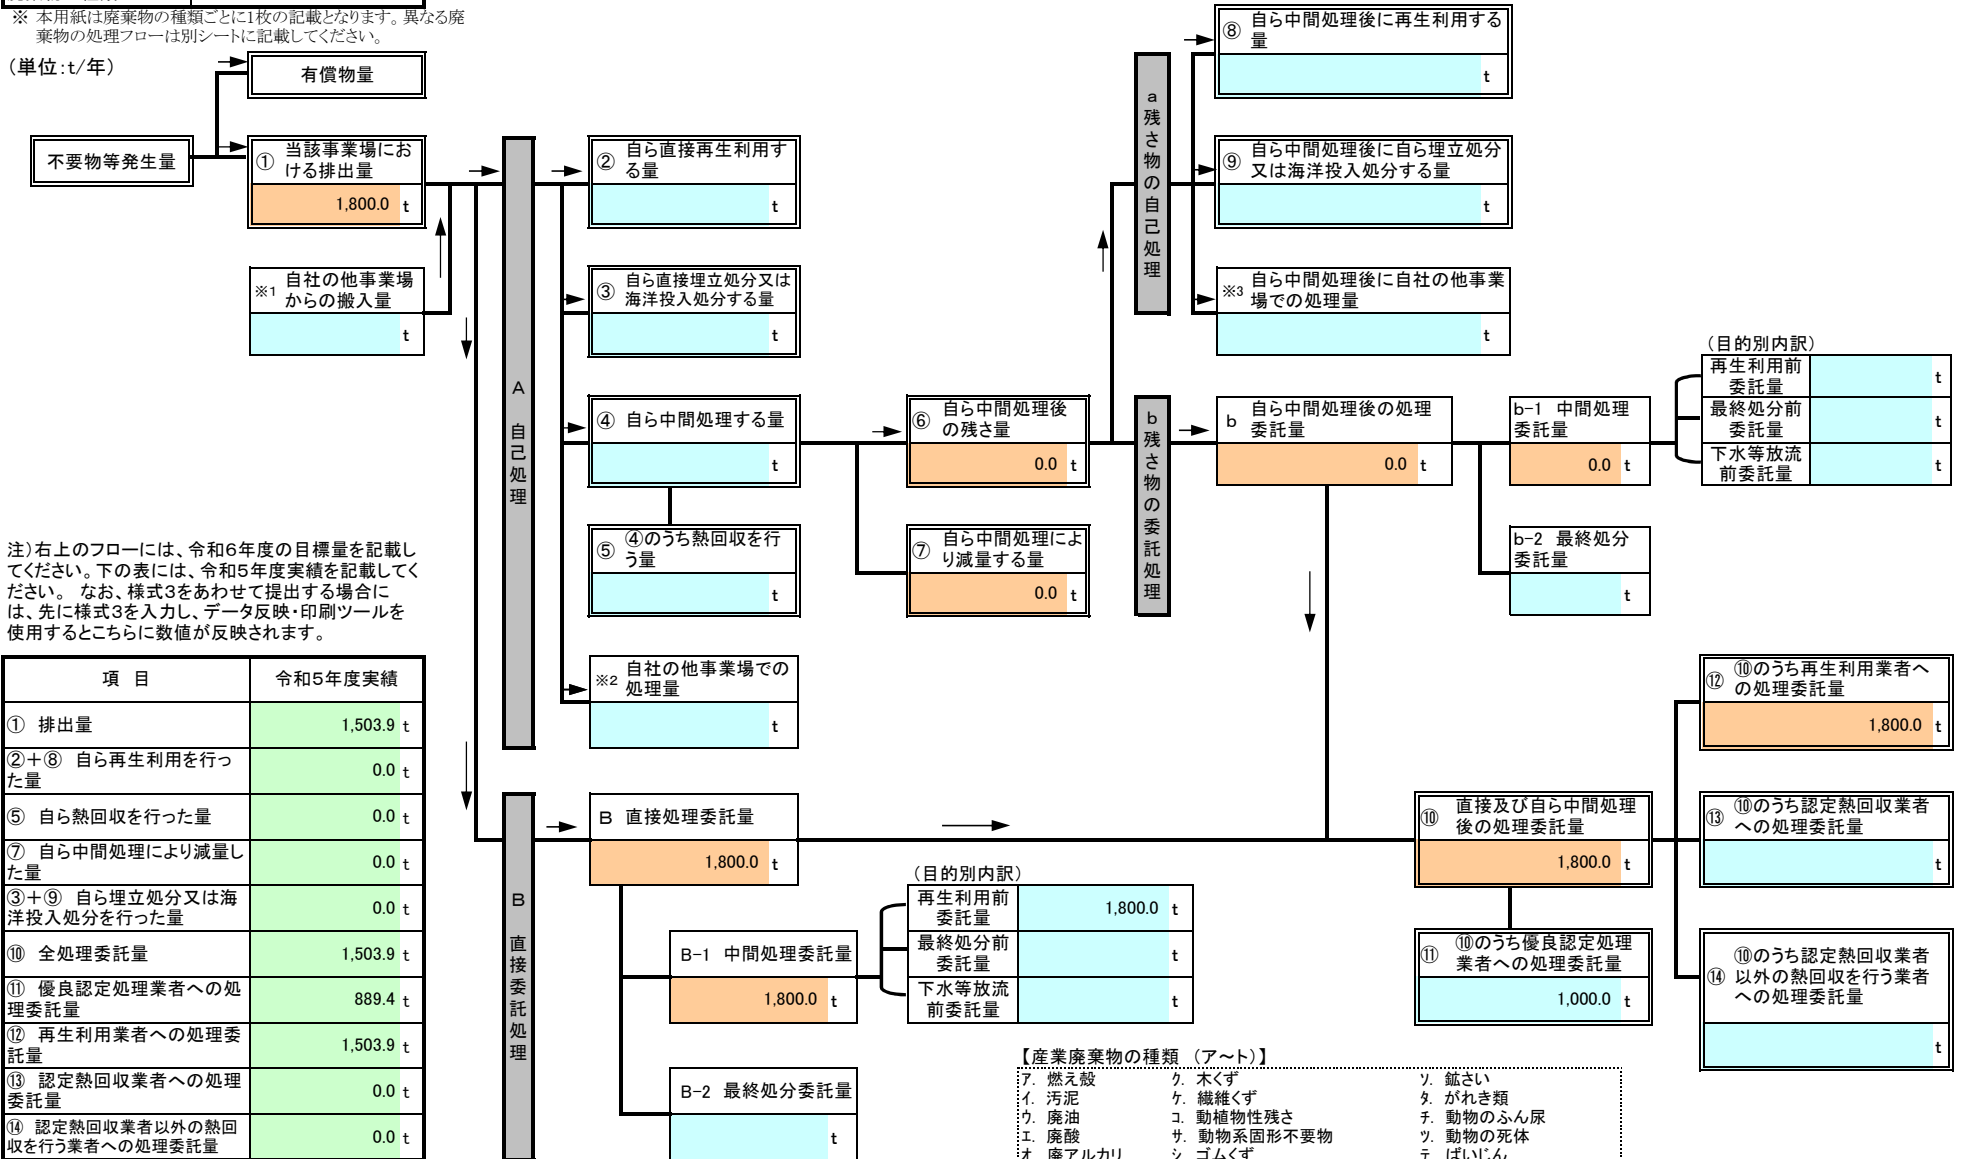 ※ 本用紙は廃棄物の種類ごとに1枚の記載となります。異なる廃
棄物の処理フローは別シートに記載してください。
（単位：t/年）
有償物量
不要物等発生量
① 当該事業場にお
ける排出量
1,800.0 t
※1 自社の他事業場
からの搬入量
t
A 自己処理
② 自ら直接再生利用す
る量
t
③ 自ら直接埋立処分又は
海洋投入処分する量
t
④ 自ら中間処理する量
t
⑤ ④のうち熱回収を行
う量
t
※2 自社の他事業場での
処理量
t
⑥ 自ら中間処理後
の残さ量
0.0 t
⑦ 自ら中間処理によ
り減量する量
0.0 t
a 残さ物の自己処理
⑧ 自ら中間処理後に再生利用する
量
t
⑨ 自ら中間処理後に自ら埋立処分
又は海洋投入処分する量
t
※3 自ら中間処理後に自社の他事業
場での処理量
t
b 残さ物の委託処理
b 自ら中間処理後の処理
委託量
0.0 t
b-1 中間処理
委託量
0.0 t
b-2 最終処分
委託量
t
（目的別内訳）
再生利用前
委託量
t
最終処分前
委託量
t
下水等放流
前委託量
t
注）右上のフローには、令和６年度の目標量を記載し
てください。下の表には、令和５年度実績を記載してく
ださい。 なお、様式３をあわせて提出する場合に
は、先に様式３を入力し、データ反映・印刷ツールを
使用するとこちらに数値が反映されます。
項 目 令和５年度実績
① 排出量 1,503.9 t
②＋⑧ 自ら再生利用を行っ
た量 0.0 t
⑤ 自ら熱回収を行った量 0.0 t
⑦ 自ら中間処理により減量し
た量 0.0 t
③＋⑨ 自ら埋立処分又は海
洋投入処分を行った量 0.0 t
⑩ 全処理委託量 1,503.9 t
⑪ 優良認定処理業者への処
理委託量 889.4 t
⑫ 再生利用業者への処理委
託量 1,503.9 t
⑬ 認定熱回収業者への処理
委託量 0.0 t
⑭ 認定熱回収業者以外の熱回
収を行う業者への処理委託量 0.0 t
B 直接委託処理
B 直接処理委託量
1,800.0 t
B-1 中間処理委託量
1,800.0 t
B-2 最終処分委託量
t
（目的別内訳）
再生利用前
委託量
1,800.0 t
最終処分前
委託量
t
下水等放流
前委託量
t
⑩ 直接及び自ら中間処理
後の処理委託量
1,800.0 t
⑪ ⑩のうち優良認定処理
業者への処理委託量
1,000.0 t
⑫ ⑩のうち再生利用業者へ
の処理委託量
1,800.0 t
⑬ ⑩のうち認定熱回収業者
への処理委託量
t
⑭ ⑩のうち認定熱回収業者
以外の熱回収を行う業者
への処理委託量
t
【産業廃棄物の種類 （ア～ト）】
ア. 燃え殻 ク. 木くず ソ. 鉱さい
イ. 汚泥 ケ. 繊維くず タ. がれき類
ウ. 廃油 コ. 動植物性残さ チ. 動物のふん尿
エ. 廃酸 サ. 動物系固形不要物 ツ. 動物の死体
オ. 廃アルカリ シ. ゴムくず テ. ばいじん